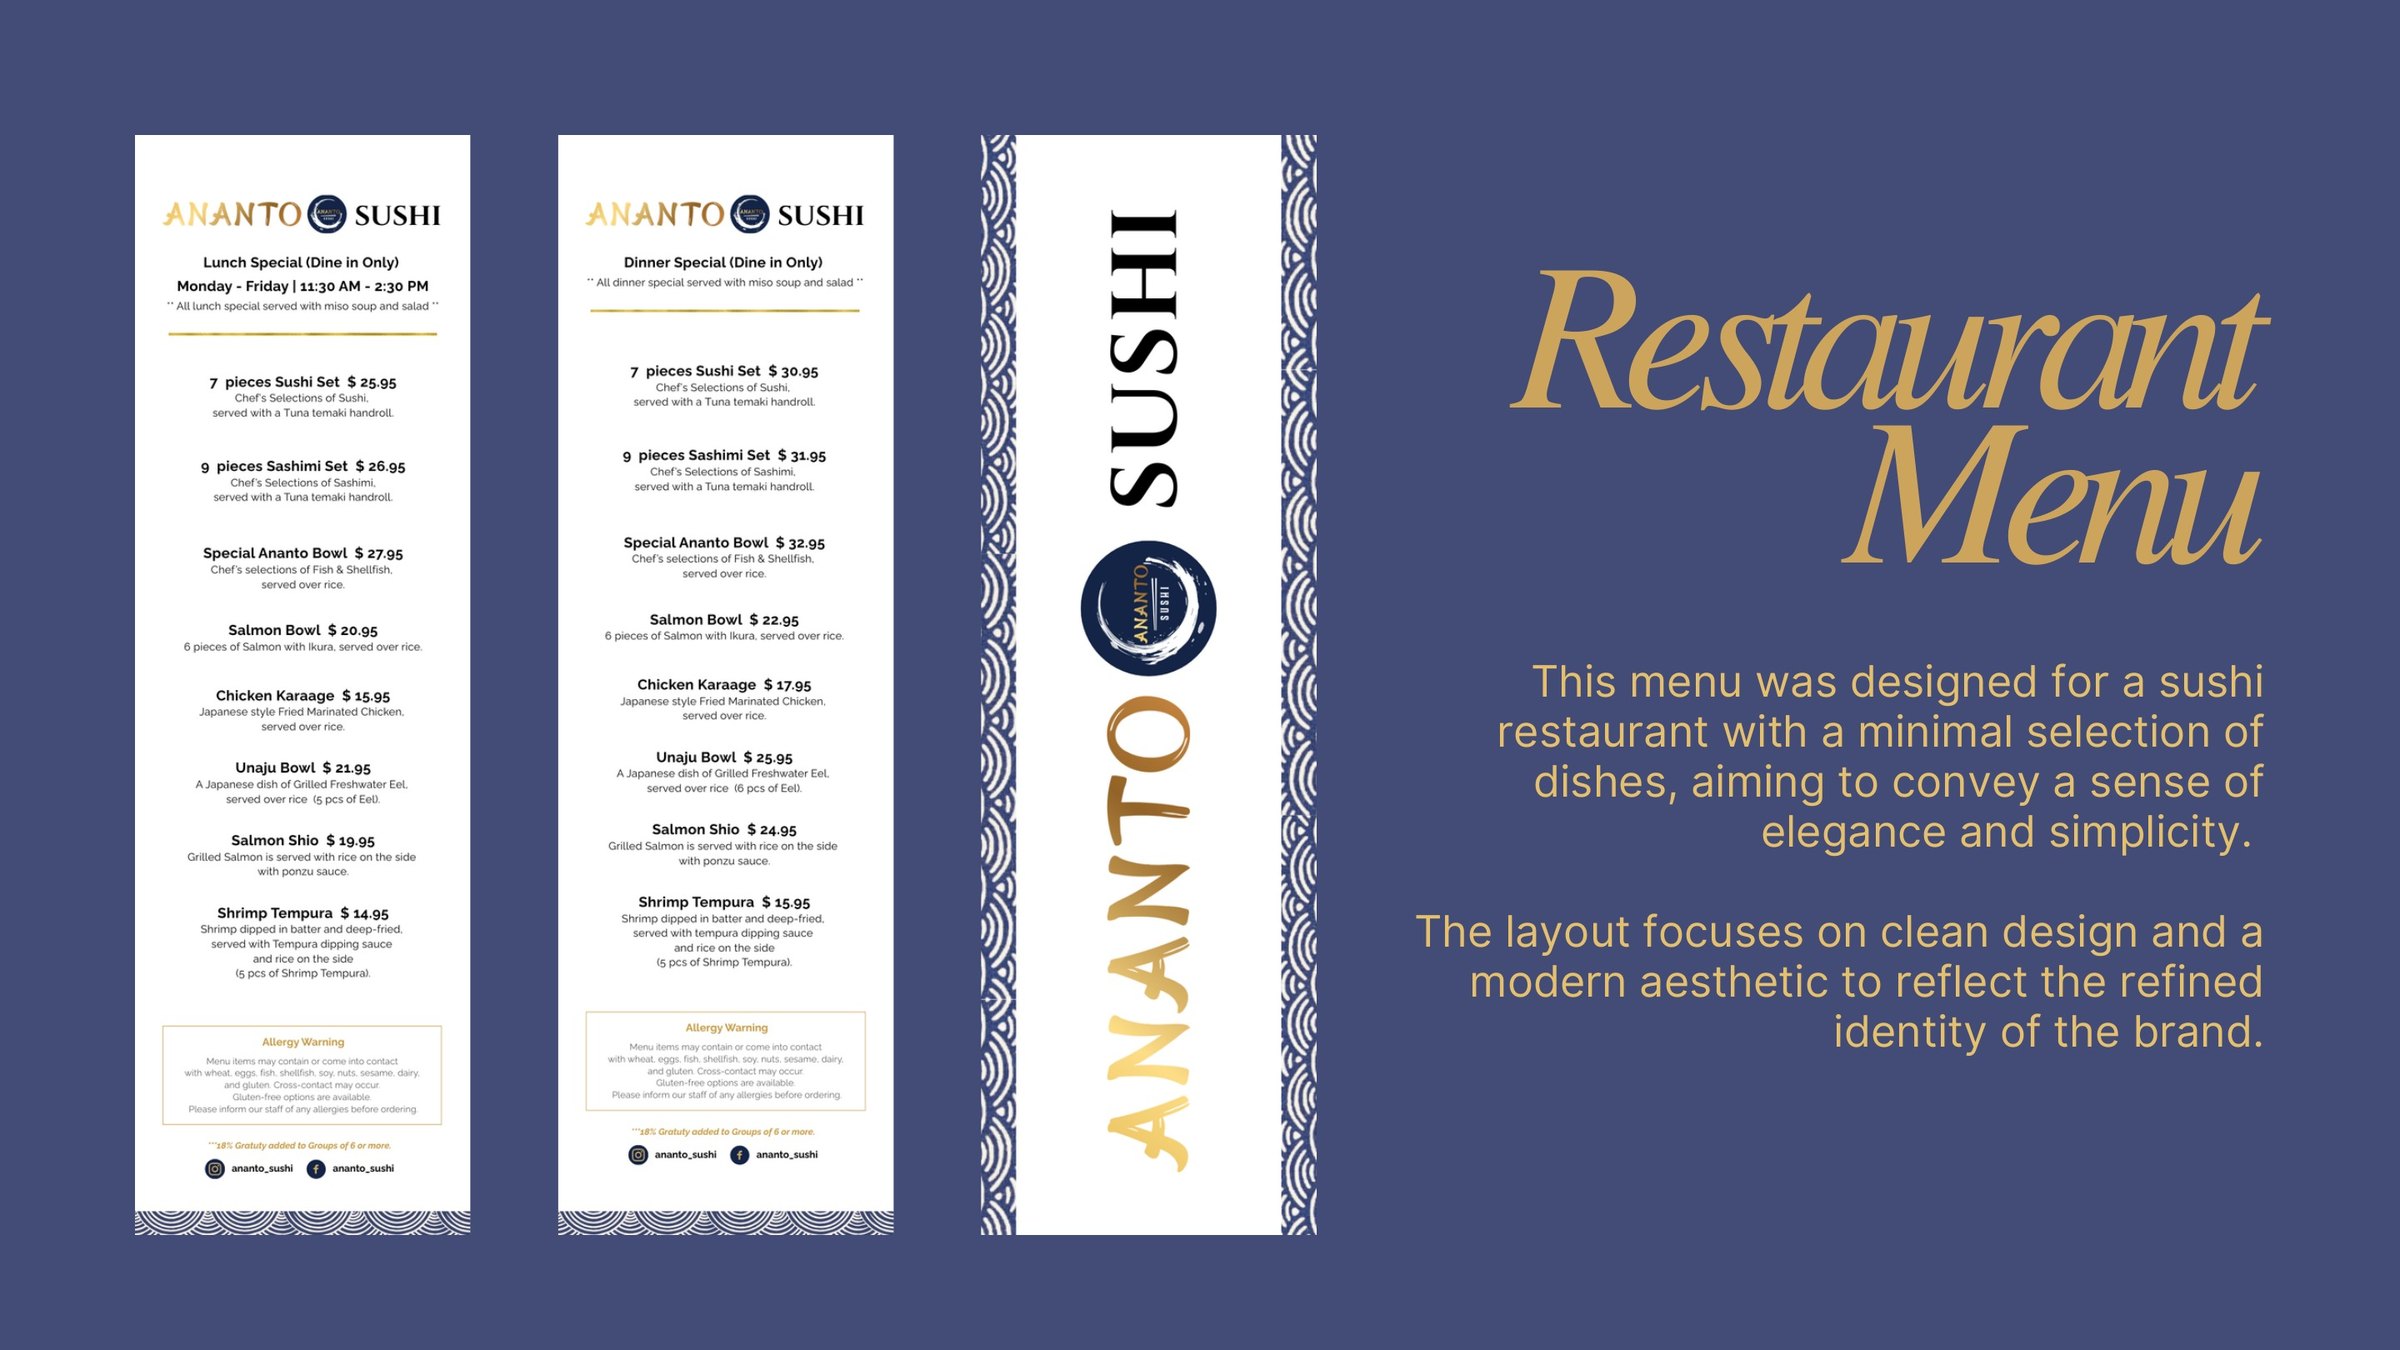 ANANTO SUSHI
Lunch Special (Dine in Only)
Monday - Friday | 11:30 AM - 2:30 PM
** All lunch special served with miso soup and salad **
7 pieces Sushi Set $ 25.95
Chef's Selections of Sushi,
served with a Tuna temaki handroll.
9 pieces Sashimi Set $ 26.95
Chef's Selections of Sashimi,
served with a Tuna temaki handroll.
Special Ananto Bowl $ 27.95
Chef's selections of Fish & Shellfish,
served over rice.
Salmon Bowl $ 20.95
6 pieces of Salmon with Ikura, served over rice.
Chicken Karaage $ 15.95
Japanese style Fried Marinated Chicken,
served over rice.
Unaju Bowl $ 21.95
A Japanese dish of Grilled Freshwater Eel,
served over rice (5 pcs of Eel).
Salmon Shio $ 19.95
Grilled Salmon is served with rice on the side
with ponzu sauce.
Shrimp Tempura $ 14.95
Shrimp dipped in batter and deep-fried,
served with Tempura dipping sauce
and rice on the side
(5 pcs of Shrimp Tempura).
Allergy Warning
Menu items may contain or come into contact
with wheat, eggs, fish, shellfish, soy, nuts, sesame, dairy,
and gluten. Cross-contact may occur.
Gluten-free options are available.
Please inform our staff of any allergies before ordering.
***18% Gratuty added to Groups of 6 or more.
ananto_sushi ananto_sushi
ANANTO SUSHI
Dinner Special (Dine in Only)
** All dinner special served with miso soup and salad **
7 pieces Sushi Set $ 30.95
Chef's Selections of Sushi,
served with a Tuna temaki handroll.
9 pieces Sashimi Set $ 31.95
Chef's Selections of Sashimi,
served with a Tuna temaki handroll.
Special Ananto Bowl $ 32.95
Chef's selections of Fish & Shellfish,
served over rice.
Salmon Bowl $ 22.95
6 pieces of Salmon with Ikura, served over rice.
Chicken Karaage $ 17.95
Japanese style Fried Marinated Chicken,
served over rice.
Unaju Bowl $ 25.95
A Japanese dish of Grilled Freshwater Eel,
served over rice (6 pcs of Eel).
Salmon Shio $ 24.95
Grilled Salmon is served with rice on the side
with ponzu sauce.
Shrimp Tempura $ 15.95
Shrimp dipped in batter and deep-fried,
served with tempura dipping sauce
and rice on the side
(5 pcs of Shrimp Tempura).
Allergy Warning
Menu items may contain or come into contact
with wheat, eggs, fish, shellfish, soy, nuts, sesame, dairy,
and gluten. Cross-contact may occur.
Gluten-free options are available.
Please inform our staff of any allergies before ordering.
***18% Gratuty added to Groups of 6 or more.
ananto_sushi ananto_sushi
ANANTO SUSHI
ANANTO
SUSHI
Restaurant
Menu
This menu was designed for a sushi
restaurant with a minimal selection of
dishes, aiming to convey a sense of
elegance and simplicity.
The layout focuses on clean design and a
modern aesthetic to reflect the refined
identity of the brand.